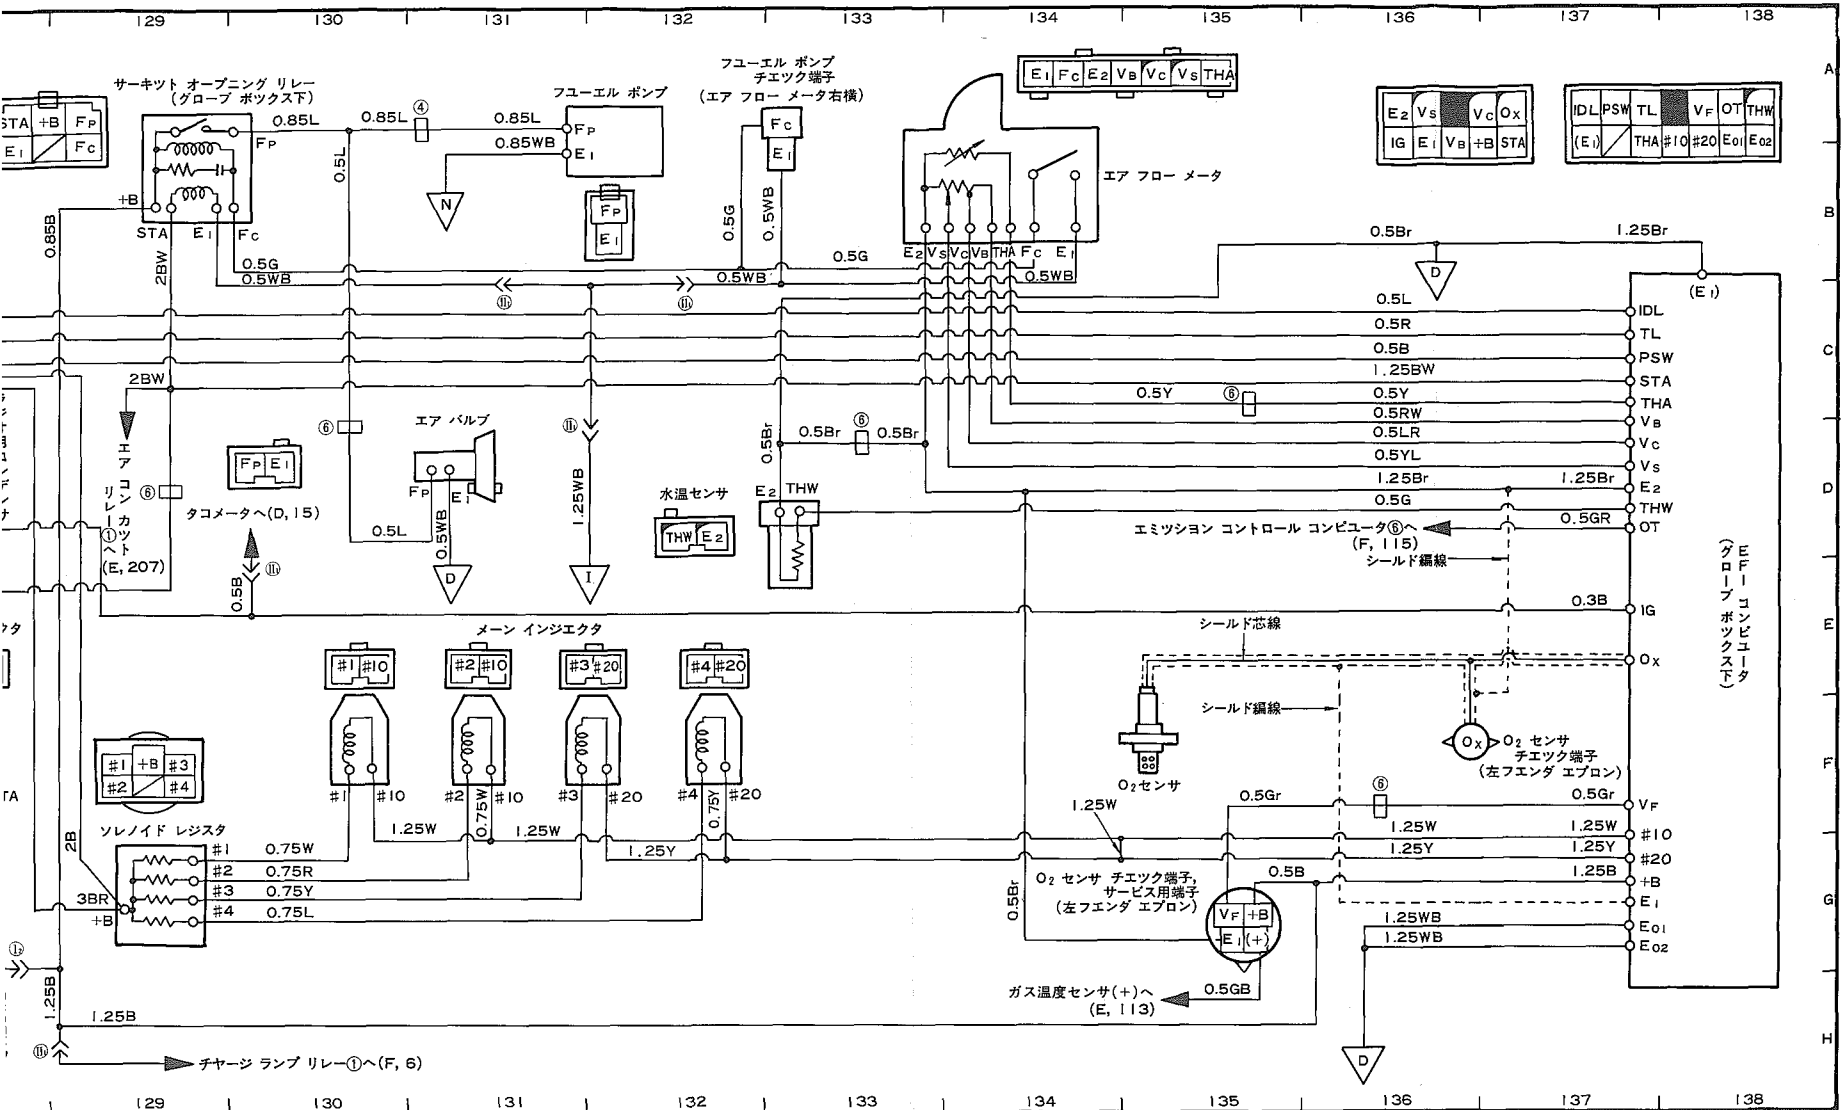 129 130 131 132 133 134 135 136 137 138
A
サーキツト オープニング リレー
(グローブ ボツクス下)
STA +B FP
E1 FC
0.85L
FP
0.85L
④
0.85L
0.85WB
フユーエル ポンプ
FP
E1
フユーエル ポンプ
チエツク端子
(エア フロー メータ右横)
FC
E1
E1 FC E2 VB VC VS THA
E2 VS VC OX
IG E1 VB +B STA
IDL PSW TL VF OT THW
(E1) THA #10 #20 E01 E02
エア フロー メータ
0.5L
N
FP
E1
0.5G
0.5WB
B
+B
STA E1 FC
0.85B
2BW
0.5G
0.5WB
0.5G
0.5WB
E2 VS VC VB THA FC E1
0.5WB
0.5Br
1.25Br
D
(E1)
0.5L
IDL
0.5R
TL
0.5B
PSW
1.25BW
STA
0.5Y
⑥
0.5Y
THA
0.5RW
VB
0.5LR
VC
0.5YL
VS
1.25Br
1.25Br
E2
0.5G
THW
0.5GR
OT
C
2BW
エア コン カツト
リレー①へ
(E, 207)
⑥
FP E1
タコメータへ(D, 15)
0.5B
⑥
エア バルブ
FP E1
0.5L
0.5WB
D
1.25WB
I
0.5Br
0.5Br
⑥
0.5Br
水温センサ
THW E2
E2 THW
D
エミツシヨン コントロール コンピユータ⑥へ
(F, 115)
シールド編線
EFI コンピユータ
(グローブ ボツクス下)
0.3B
IG
E
メーン インジエクタ
#1 #10
#2 #10
#3 #20
#4 #20
シールド芯線
OX
シールド編線
OX
O2 センサ
チエツク端子
(左フエンダ エプロン)
O2センサ
#1 +B #3
#2 #4
F
TA
#1 #10
#2 #10
#3 #20
#4 #20
0.75W
0.75Y
1.25W
1.25W
1.25Y
1.25W
0.5Gr
⑥
0.5Gr
VF
1.25W
1.25W
#10
1.25Y
1.25Y
#20
0.5B
1.25B
+B
E1
1.25WB
E01
1.25WB
E02
ソレノイド レジスタ
2B
#1 0.75W
#2 0.75R
#3 0.75Y
#4 0.75L
3BR
+B
0.5Br
O2 センサ チエツク端子,
サービス用端子
(左フエンダ エプロン)
VF +B
E1 (+)
G
ガス温度センサ(+)へ
(E, 113)
0.5GB
1.25B
1.25B
D
H
チヤージ ランプ リレー①へ(F, 6)
129 130 131 132 133 134 135 136 137 138